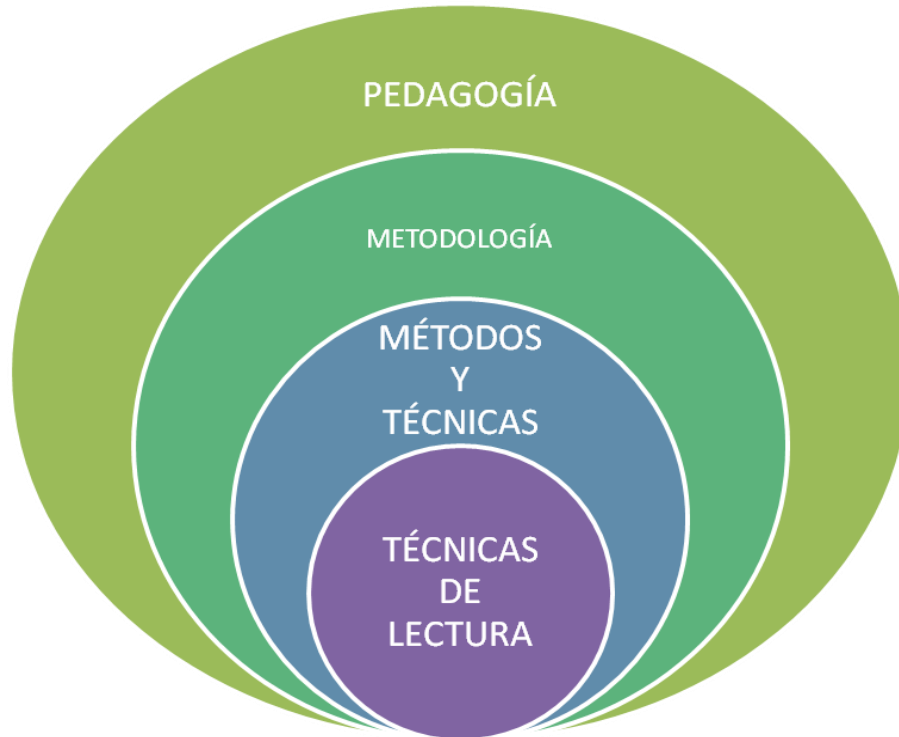 PEDAGOGÍA
METODOLOGÍA
MÉTODOS
Y
TÉCNICAS
TÉCNICAS
DE
LECTURA